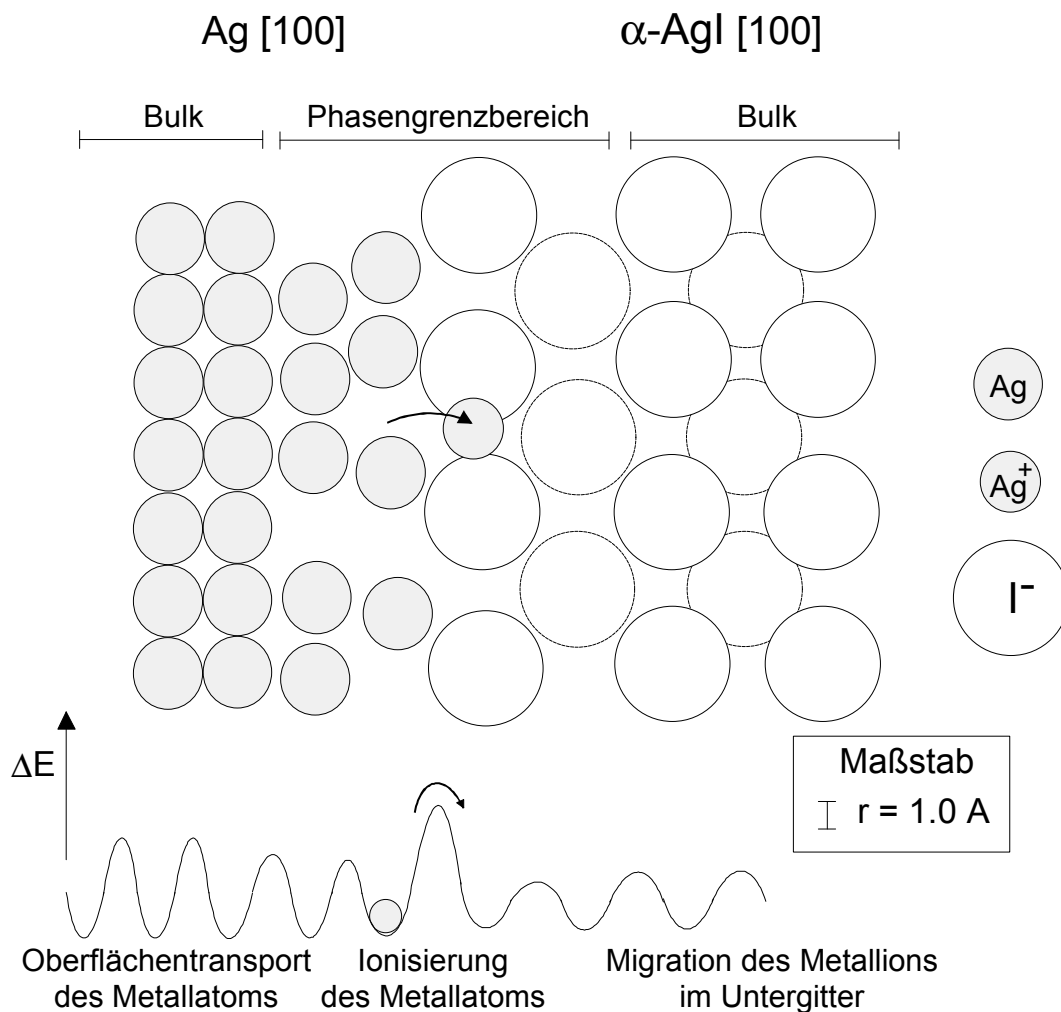 Ag [100]
α-AgI [100]
Bulk
Phasengrenzbereich
Bulk
Ag
Ag+
I-
ΔE
Maßstab
r = 1.0 A
Oberflächentransport
des Metallatoms
Ionisierung
des Metallatoms
Migration des Metallions
im Untergitter